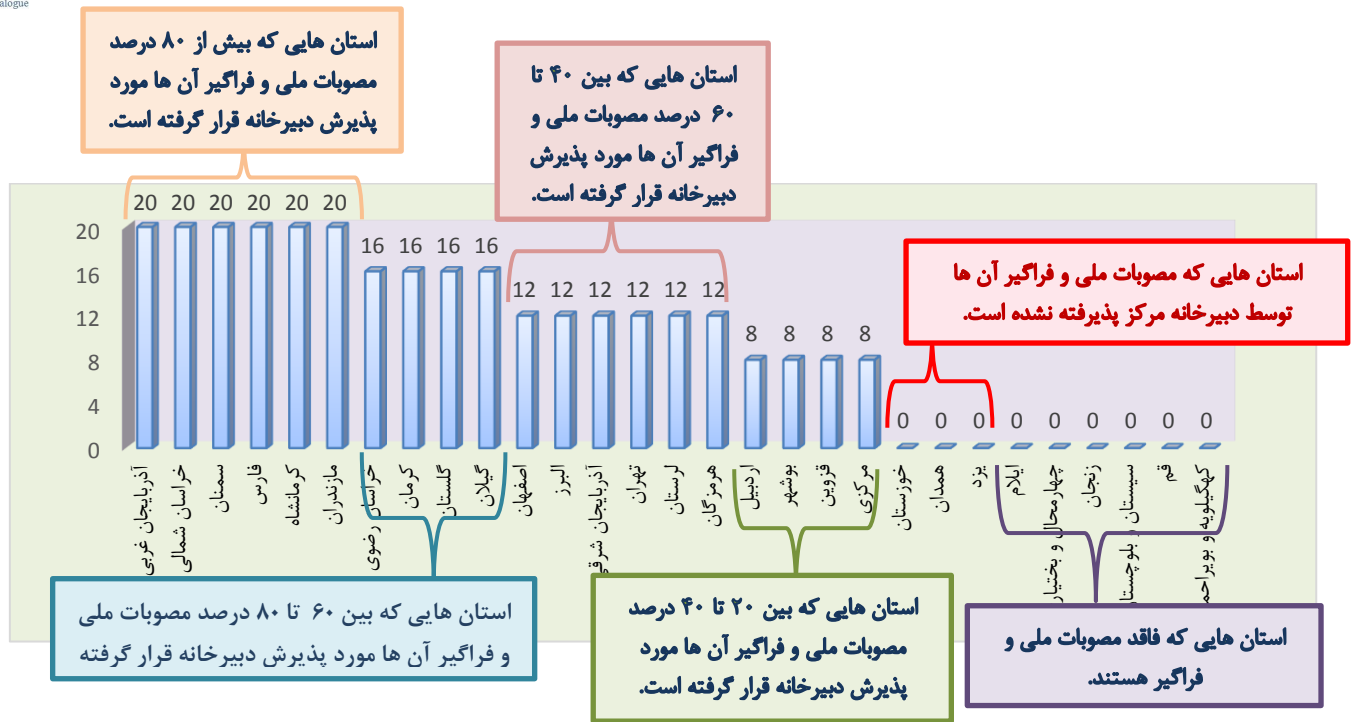 alogue
استان هایی که بیش از ۸۰ درصد
مصوبات ملی و فراگیر آن ها مورد
پذیرش دبیرخانه قرار گرفته است.
استان هایی که بین ۴۰ تا
۶۰ درصد مصوبات ملی و
فراگیر آن ها مورد پذیرش
دبیرخانه قرار گرفته است.
استان هایی که مصوبات ملی و فراگیر آن ها
توسط دبیرخانه مرکز پذیرفته نشده است.
20 20 20 20 20 20 16 16 16 16 12 12 12 12 12 12 8 8 8 8 0 0 0 0 0 0 0 0 0
20
16
12
8
4
0
آذربایجان غربی
خراسان شمالی
سمنان
فارس
کرمانشاه
مازندران
خراسان رضوی
کرمان
گلستان
گیلان
اصفهان
البرز
آذربایجان شرقی
تهران
لرستان
هرمزگان
اردبیل
بوشهر
قزوین
مرکزی
خوزستان
همدان
یزد
ایلام
چهارمحال و بختیار
زنجان
سیستان و بلوچستان
قم
کهگیلویه و بویراحم
استان هایی که بین ۶۰ تا ۸۰ درصد مصوبات ملی
و فراگیر آن ها مورد پذیرش دبیرخانه قرار گرفته
استان هایی که بین ۲۰ تا ۴۰ درصد
مصوبات ملی و فراگیر آن ها مورد
پذیرش دبیرخانه قرار گرفته است.
استان هایی که فاقد مصوبات ملی و
فراگیر هستند.